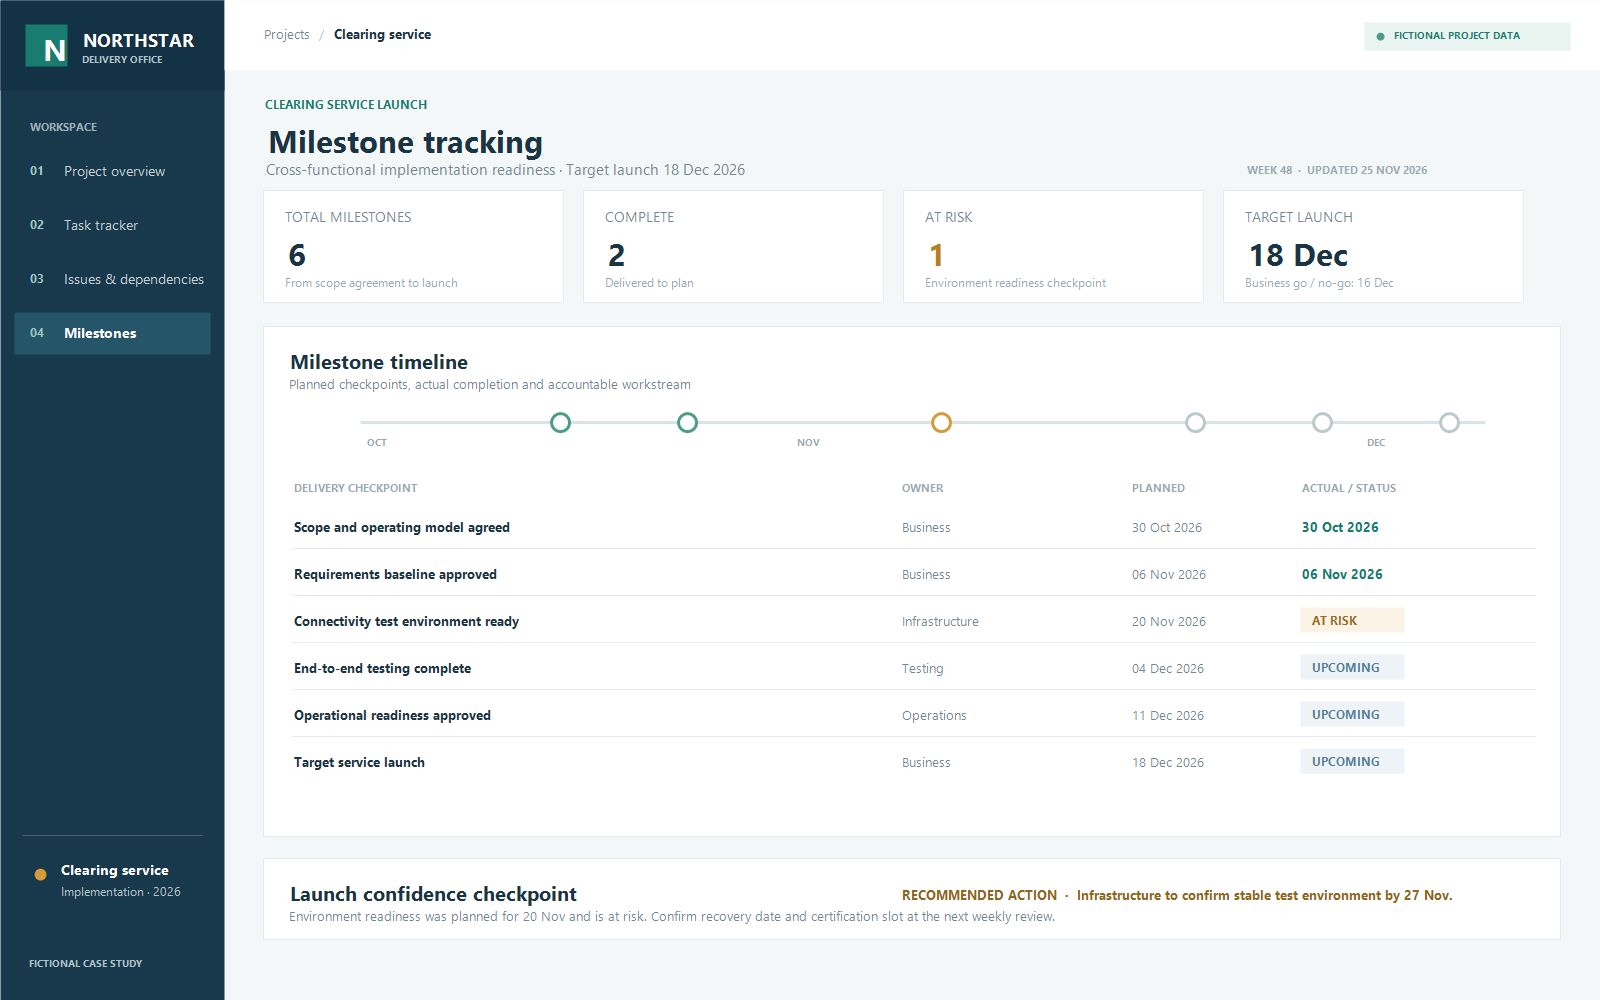 N NORTHSTAR
DELIVERY OFFICE
WORKSPACE
01 Project overview
02 Task tracker
03 Issues & dependencies
04 Milestones
Clearing service
Implementation · 2026
FICTIONAL CASE STUDY
Projects / Clearing service
FICTIONAL PROJECT DATA
CLEARING SERVICE LAUNCH
Milestone tracking
Cross-functional implementation readiness · Target launch 18 Dec 2026
WEEK 48 · UPDATED 25 NOV 2026
TOTAL MILESTONES
6
From scope agreement to launch
COMPLETE
2
Delivered to plan
AT RISK
1
Environment readiness checkpoint
TARGET LAUNCH
18 Dec
Business go / no-go: 16 Dec
Milestone timeline
Planned checkpoints, actual completion and accountable workstream
OCT NOV DEC
DELIVERY CHECKPOINT OWNER PLANNED ACTUAL / STATUS
Scope and operating model agreed Business 30 Oct 2026 30 Oct 2026
Requirements baseline approved Business 06 Nov 2026 06 Nov 2026
Connectivity test environment ready Infrastructure 20 Nov 2026 AT RISK
End-to-end testing complete Testing 04 Dec 2026 UPCOMING
Operational readiness approved Operations 11 Dec 2026 UPCOMING
Target service launch Business 18 Dec 2026 UPCOMING
Launch confidence checkpoint
RECOMMENDED ACTION · Infrastructure to confirm stable test environment by 27 Nov.
Environment readiness was planned for 20 Nov and is at risk. Confirm recovery date and certification slot at the next weekly review.